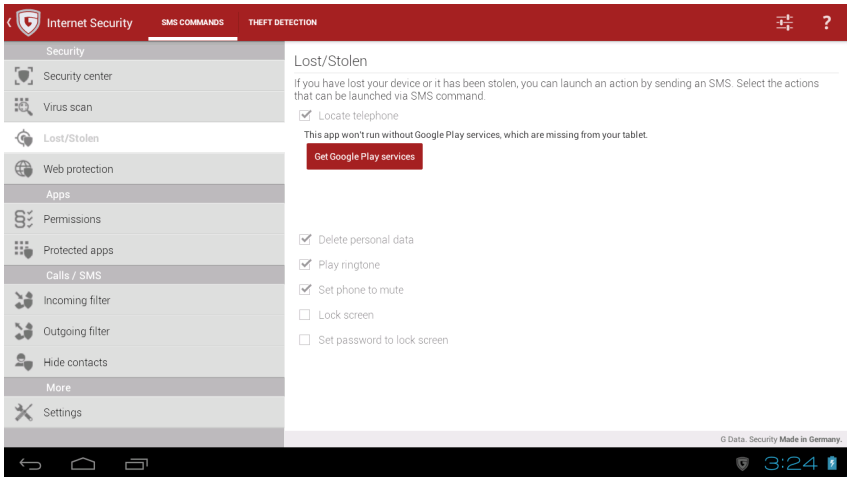 Internet Security SMS COMMANDS THEFT DETECTION ?
Security
Security center
Virus scan
Lost/Stolen
Web protection
Apps
Permissions
Protected apps
Calls / SMS
Incoming filter
Outgoing filter
Hide contacts
More
Settings
Lost/Stolen
If you have lost your device or it has been stolen, you can launch an action by sending an SMS. Select the actions
that can be launched via SMS command.
Locate telephone
This app won't run without Google Play services, which are missing from your tablet.
Get Google Play services
Delete personal data
Play ringtone
Set phone to mute
Lock screen
Set password to lock screen
G Data. Security Made in Germany.
3:24